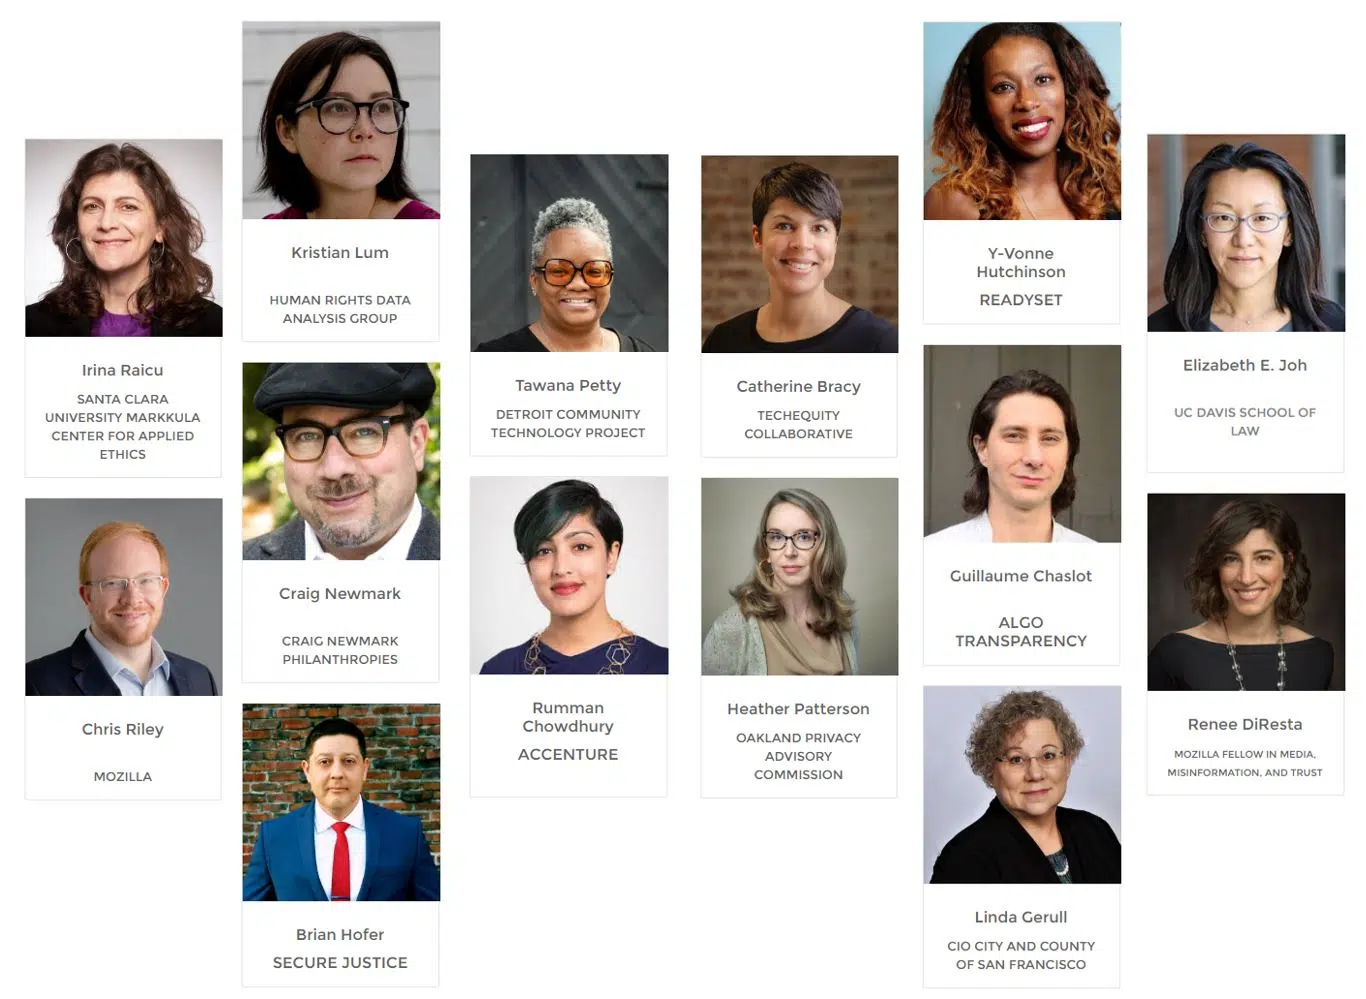 Irina Raicu
SANTA CLARA
UNIVERSITY MARKKULA
CENTER FOR APPLIED
ETHICS
Chris Riley
MOZILLA
Kristian Lum
HUMAN RIGHTS DATA
ANALYSIS GROUP
Craig Newmark
CRAIG NEWMARK
PHILANTHROPIES
Brian Hofer
SECURE JUSTICE
Tawana Petty
DETROIT COMMUNITY
TECHNOLOGY PROJECT
Rumman
Chowdhury
ACCENTURE
Catherine Bracy
TECHEQUITY
COLLABORATIVE
Heather Patterson
OAKLAND PRIVACY
ADVISORY
COMMISSION
Y-Vonne
Hutchinson
READYSET
Guillaume Chaslot
ALGO
TRANSPARENCY
Linda Gerull
CIO CITY AND COUNTY
OF SAN FRANCISCO
Elizabeth E. Joh
UC DAVIS SCHOOL OF
LAW
Renee DiResta
MOZILLA FELLOW IN MEDIA,
MISINFORMATION, AND TRUST